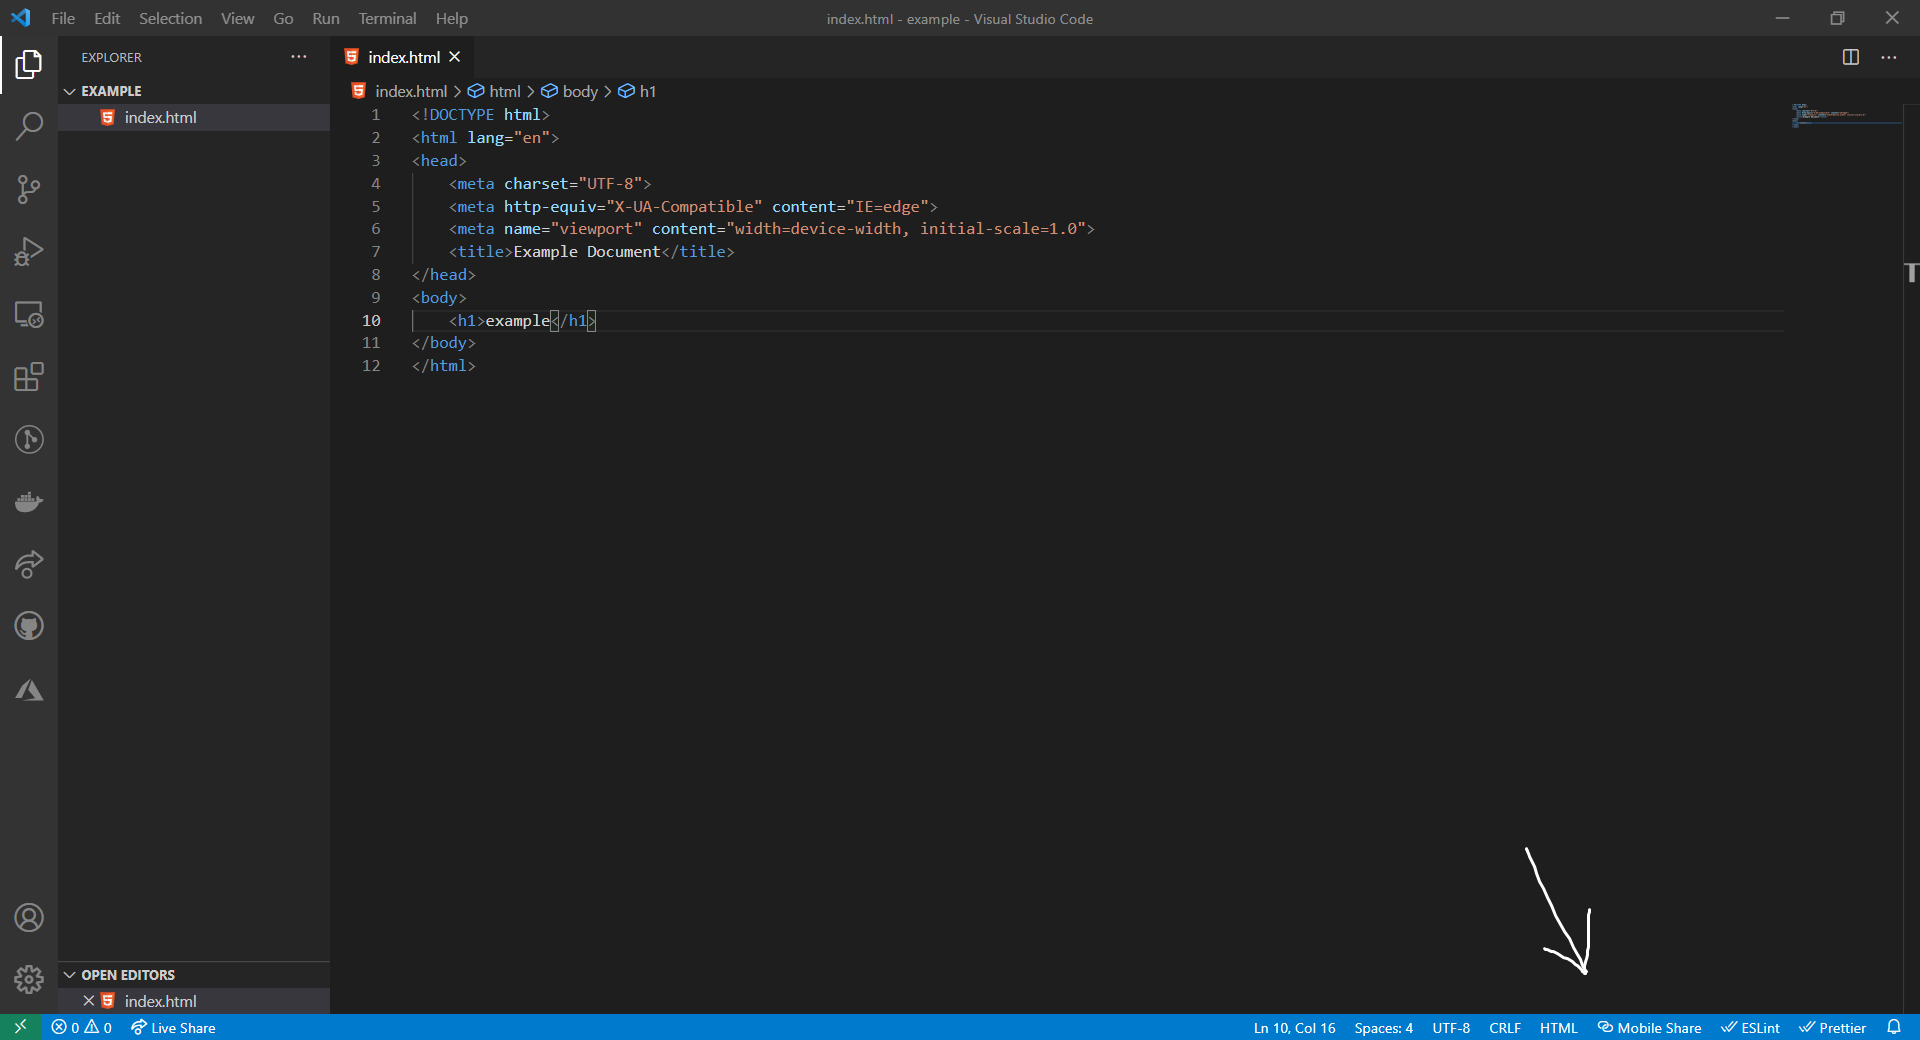 File Edit Selection View Go Run Terminal Help
index.html - example - Visual Studio Code
EXPLORER
EXAMPLE
index.html
index.html
index.html > html > body > h1
1 <!DOCTYPE html>
2 <html lang="en">
3 <head>
4 <meta charset="UTF-8">
5 <meta http-equiv="X-UA-Compatible" content="IE=edge">
6 <meta name="viewport" content="width=device-width, initial-scale=1.0">
7 <title>Example Document</title>
8 </head>
9 <body>
10 <h1>example</h1>
11 </body>
12 </html>
OPEN EDITORS
index.html
0 0 Live Share
Ln 10, Col 16 Spaces: 4 UTF-8 CRLF HTML Mobile Share ESLint Prettier